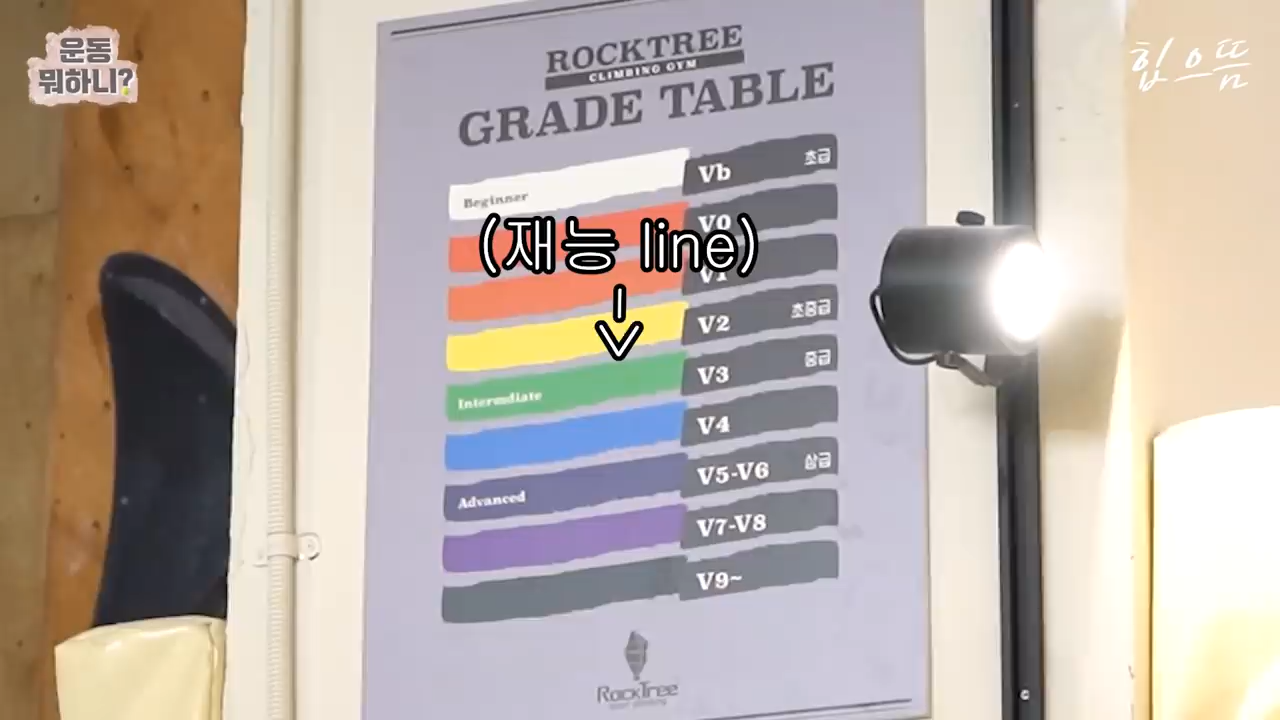 운동
뭐하니?
힙으뜸
ROCKTREE
CLIMBING GYM
GRADE TABLE
Beginner Vb 초급
V0
(재능 line)
V1
V2 초중급
V3 중급
Intermdiate
V4
V5-V6 상급
Advanced
V7-V8
V9~
RockTree